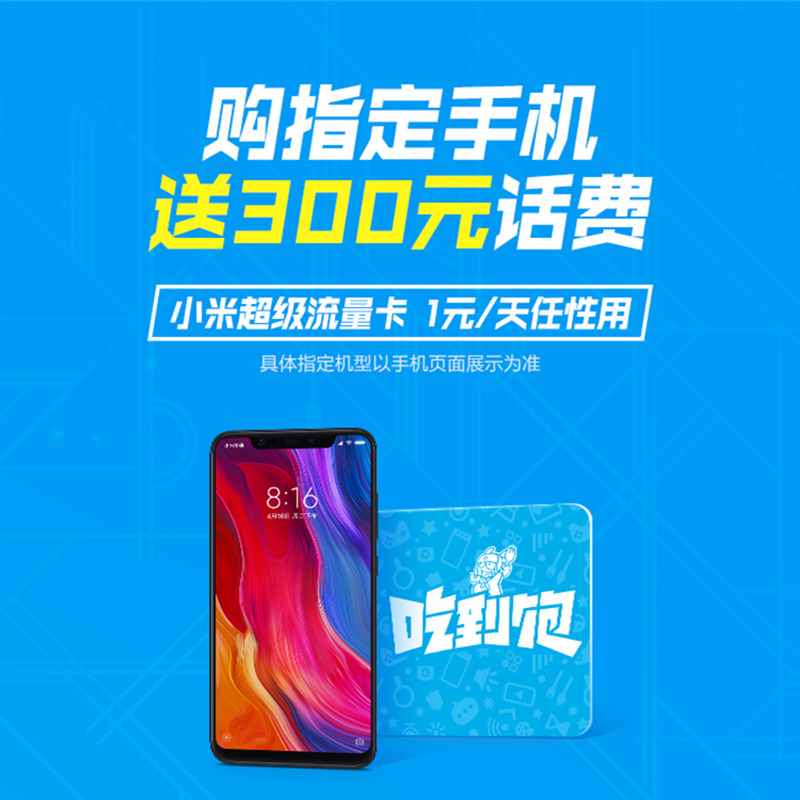 购指定手机
送300元话费
小米超级流量卡 1元/天任性用
具体指定机型以手机页面展示为准
8:16
吃到饱